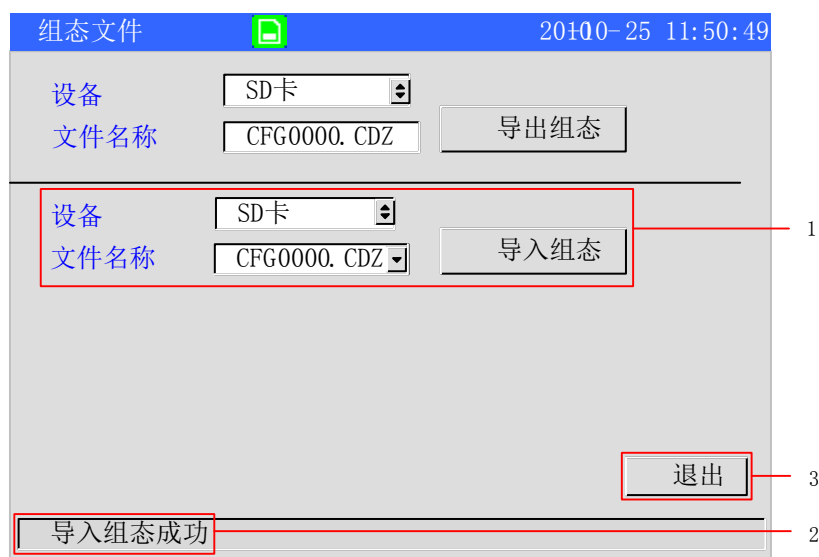 组态文件 2010-10-25 11:50:49
设备 SD卡
文件名称 CFG0000.CDZ 导出组态
设备 SD卡
文件名称 CFG0000.CDZ 导入组态
1
退出 3
导入组态成功 2